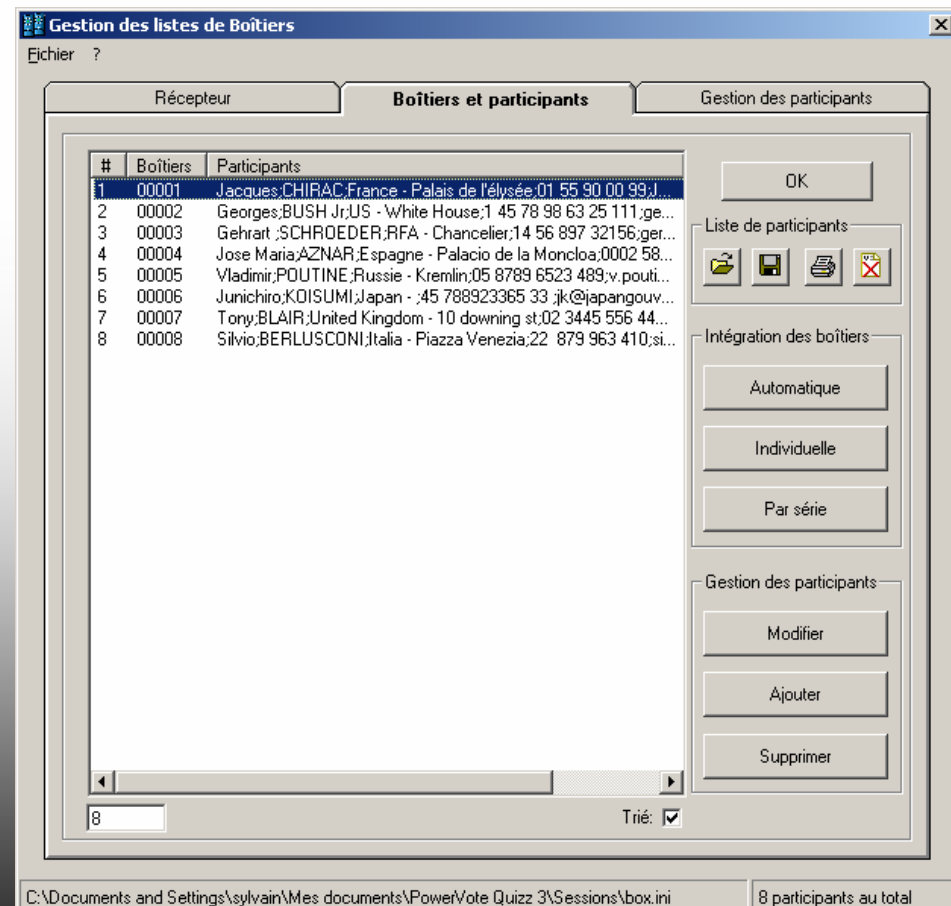 Gestion des listes de Boîtiers
Fichier ?
Récepteur Boîtiers et participants Gestion des participants
# Boîtiers Participants
1 00001 Jacques;CHIRAC;France - Palais de l'élysée;01 55 90 00 99;J...
2 00002 Georges;BUSH Jr;US - White House;1 45 78 98 63 25 111;ge...
3 00003 Gehrart ;SCHROEDER;RFA - Chancelier;14 56 897 32156;ger...
4 00004 Jose Maria;AZNAR;Espagne - Palacio de la Moncloa;0002 58...
5 00005 Vladimir;POUTINE;Russie - Kremlin;05 8789 6523 489;v.pouti...
6 00006 Junichiro;KOISUMI;Japan - ;45 788923365 33 ;jk@japangouv...
7 00007 Tony;BLAIR;United Kingdom - 10 downing st;02 3445 556 44...
8 00008 Silvio;BERLUSCONI;Italia - Piazza Venezia;22  879 963 410;si...
8
Trié:
OK
Liste de participants
Intégration des boîtiers
Automatique
Individuelle
Par série
Gestion des participants
Modifier
Ajouter
Supprimer
C:\Documents and Settings\sylvain\Mes documents\PowerVote Quizz 3\Sessions\box.ini
8 participants au total